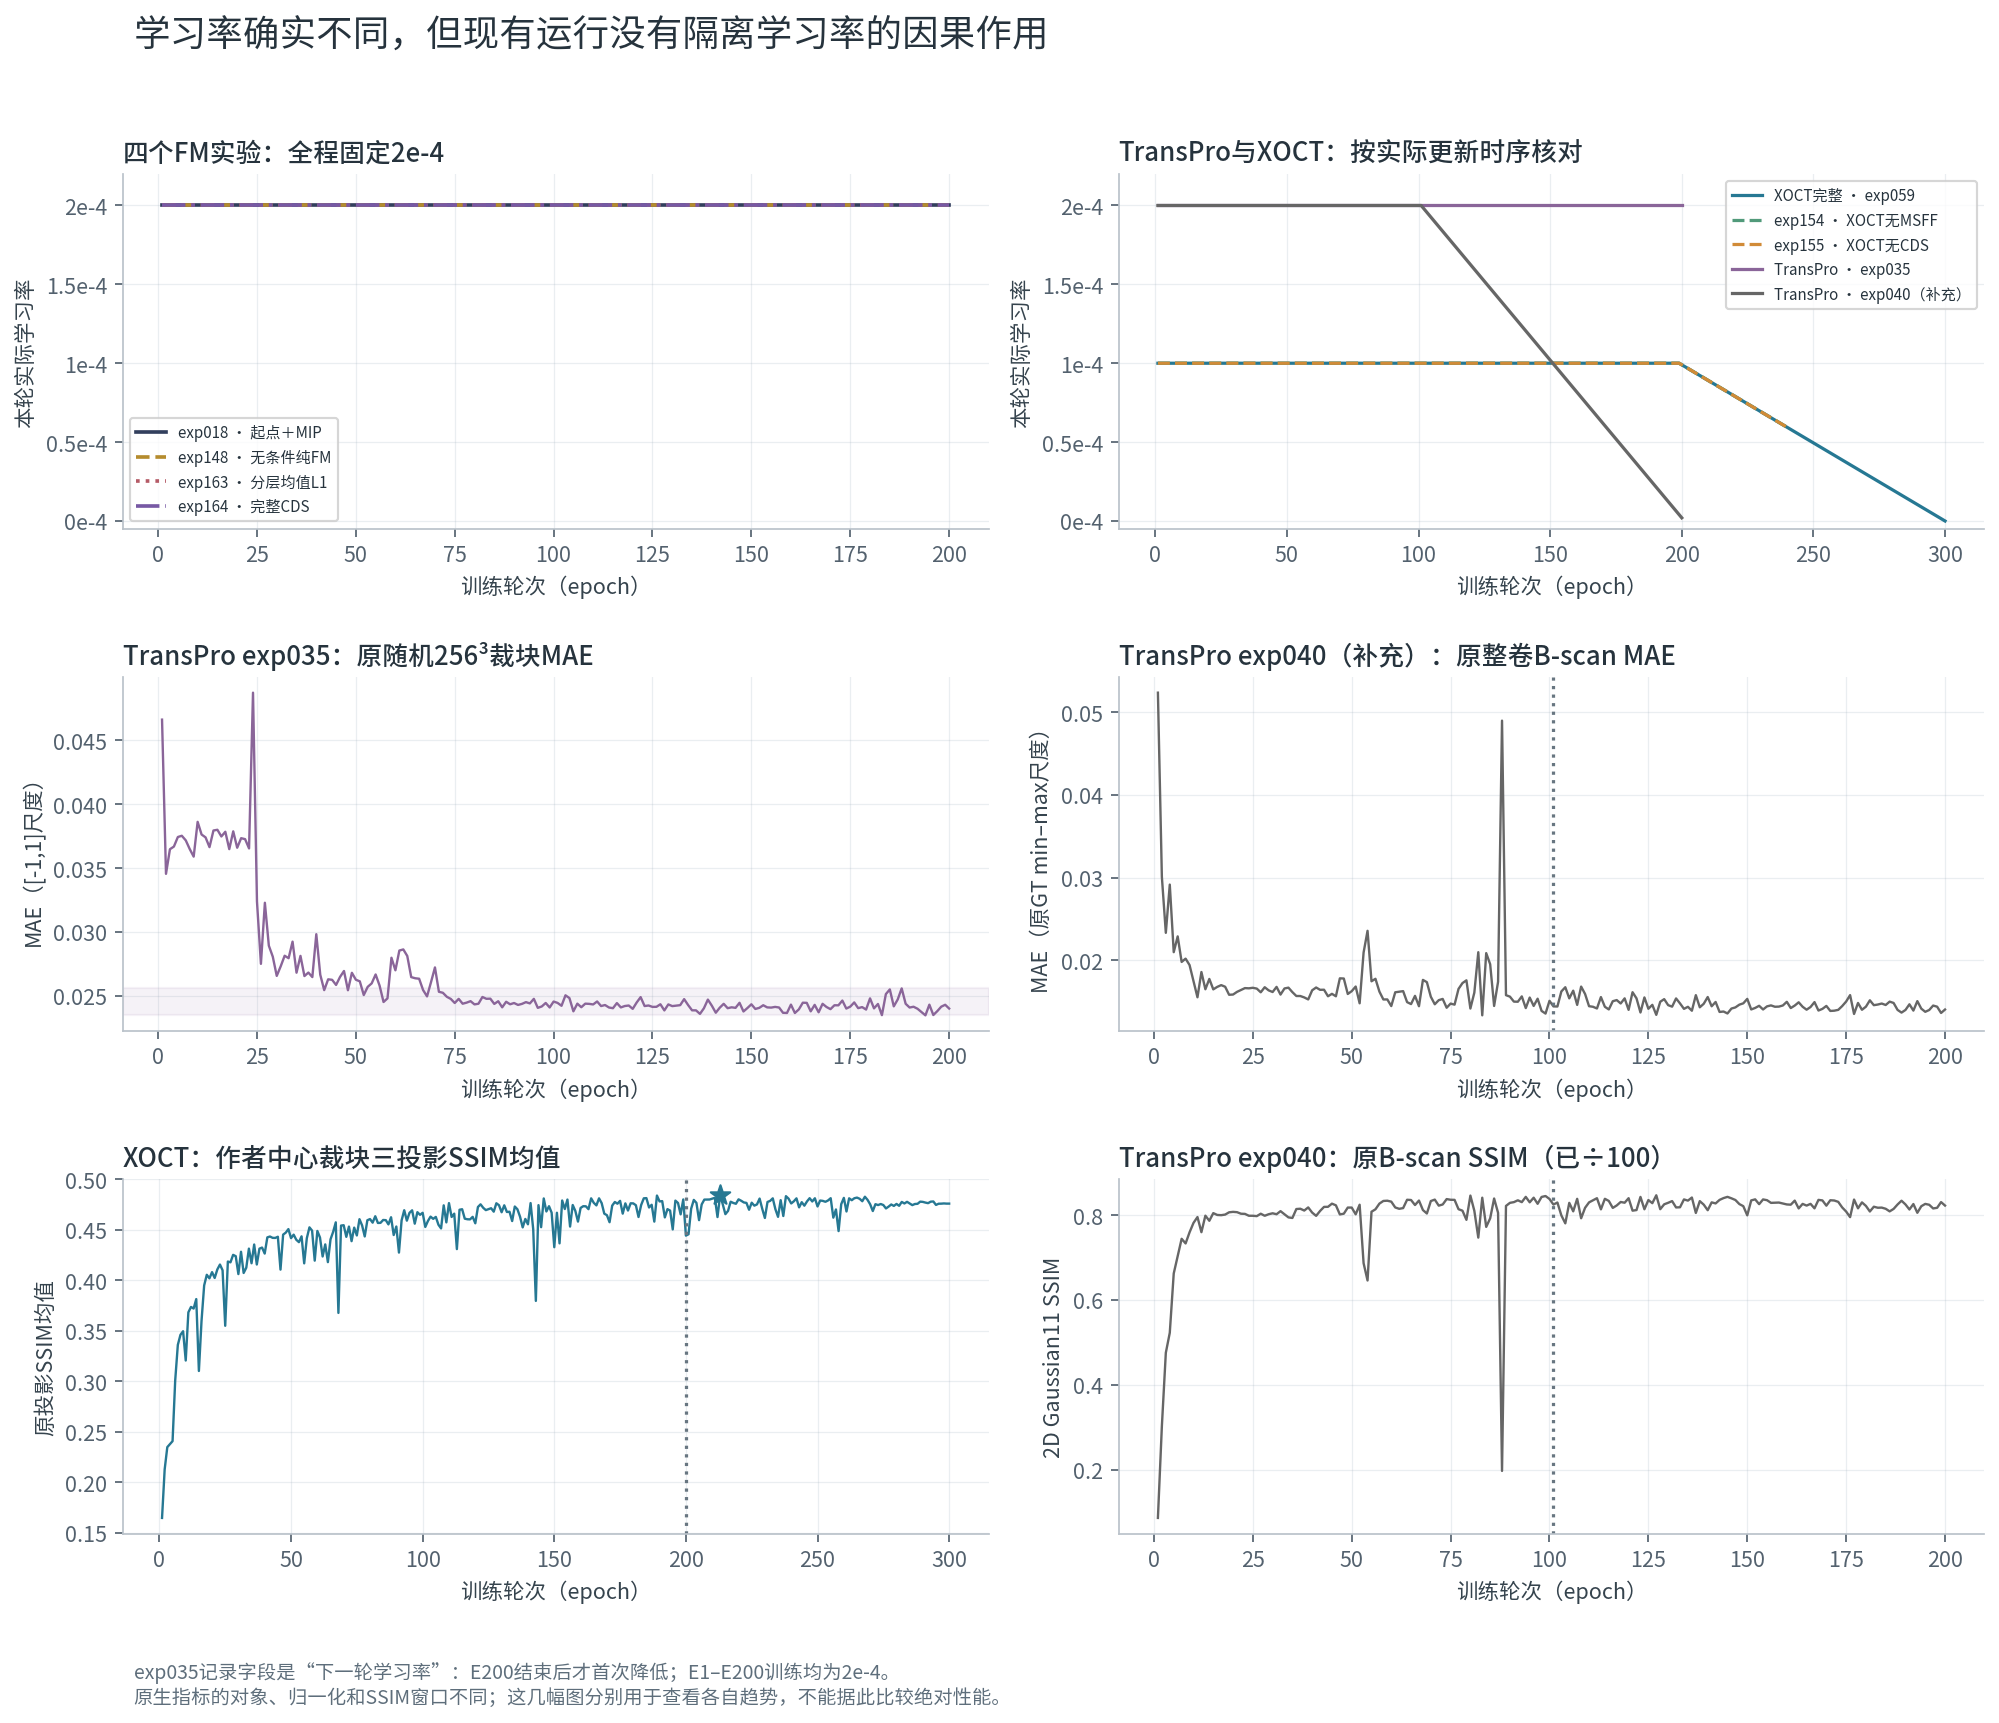 学习率确实不同，但现有运行没有隔离学习率的因果作用
四个FM实验：全程固定2e-4
本轮实际学习率
2e-4
1.5e-4
1e-4
0.5e-4
0e-4
exp018 · 起点＋MIP
exp148 · 无条件纯FM
exp163 · 分层均值L1
exp164 · 完整CDS
0 25 50 75 100 125 150 175 200
训练轮次（epoch）
TransPro与XOCT：按实际更新时序核对
本轮实际学习率
2e-4
1.5e-4
1e-4
0.5e-4
0e-4
XOCT完整 · exp059
exp154 · XOCT无MSFF
exp155 · XOCT无CDS
TransPro · exp035
TransPro · exp040（补充）
0 50 100 150 200 250 300
训练轮次（epoch）
TransPro exp035：原随机256³裁块MAE
MAE（[-1,1]尺度）
0.045
0.040
0.035
0.030
0.025
0 25 50 75 100 125 150 175 200
训练轮次（epoch）
TransPro exp040（补充）：原整卷B-scan MAE
MAE（原GT min–max尺度）
0.05
0.04
0.03
0.02
0 25 50 75 100 125 150 175 200
训练轮次（epoch）
XOCT：作者中心裁块三投影SSIM均值
原投影SSIM均值
0.50
0.45
0.40
0.35
0.30
0.25
0.20
0.15
0 50 100 150 200 250 300
训练轮次（epoch）
TransPro exp040：原B-scan SSIM（已÷100）
2D Gaussian11 SSIM
0.8
0.6
0.4
0.2
0 25 50 75 100 125 150 175 200
训练轮次（epoch）
exp035记录字段是“下一轮学习率”：E200结束后才首次降低；E1–E200训练均为2e-4。
原生指标的对象、归一化和SSIM窗口不同；这几幅图分别用于查看各自趋势，不能据此比较绝对性能。